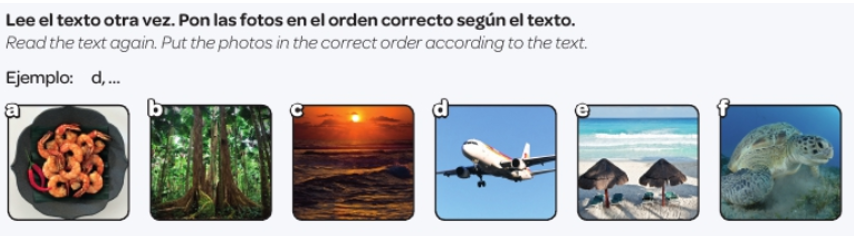 Lee el texto otra vez. Pon las fotos en el orden correcto según el texto.
Read the text again. Put the photos in the correct order according to the text.
Ejemplo: d, ...
a b c d e f